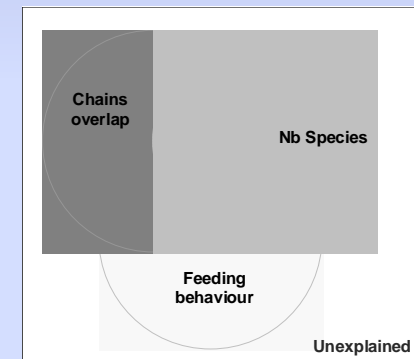 Chains
overlap
Nb Species
Feeding
behaviour
Unexplained